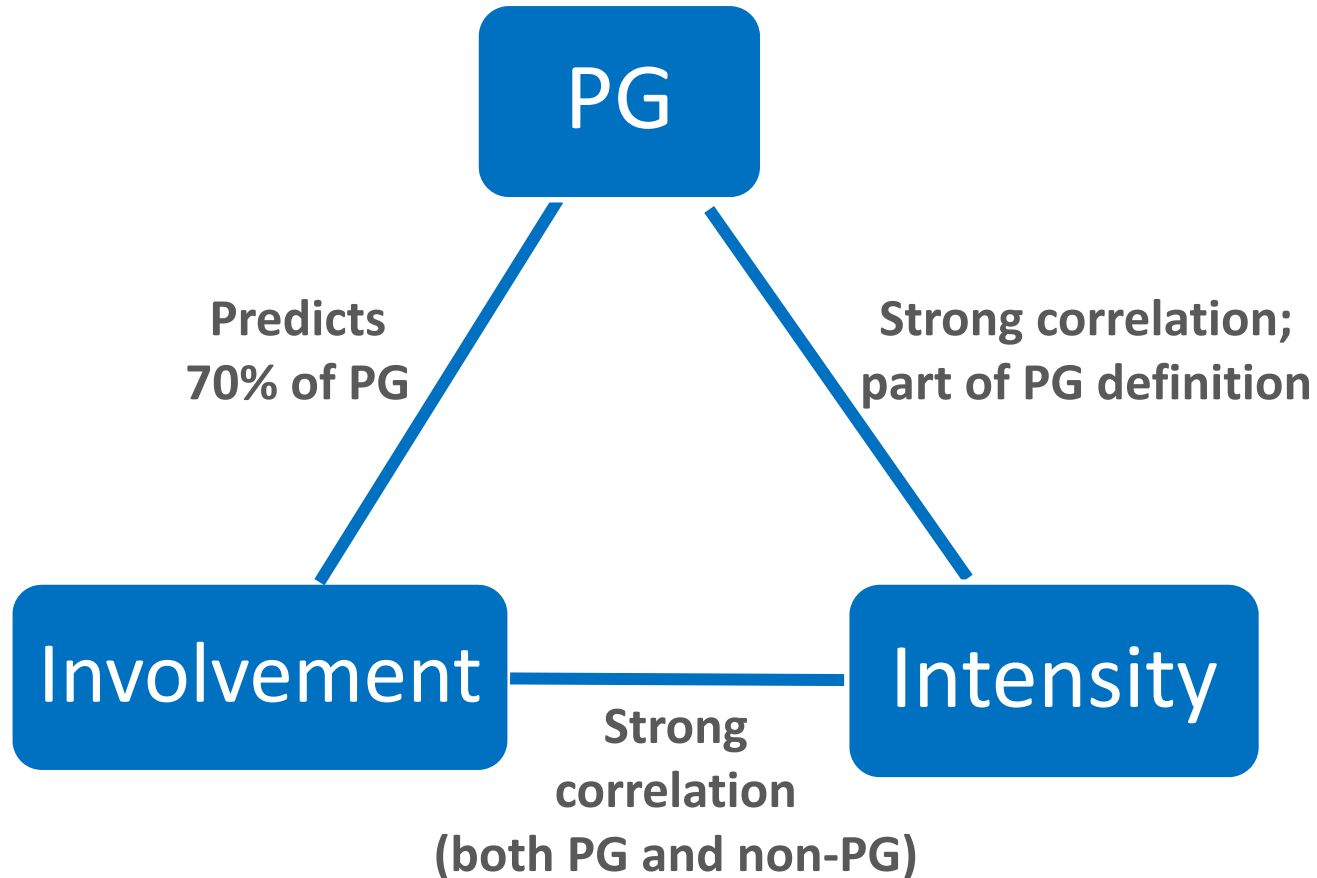 PG
Predicts
70% of PG
Strong correlation;
part of PG definition
Involvement
Intensity
Strong
correlation
(both PG and non-PG)